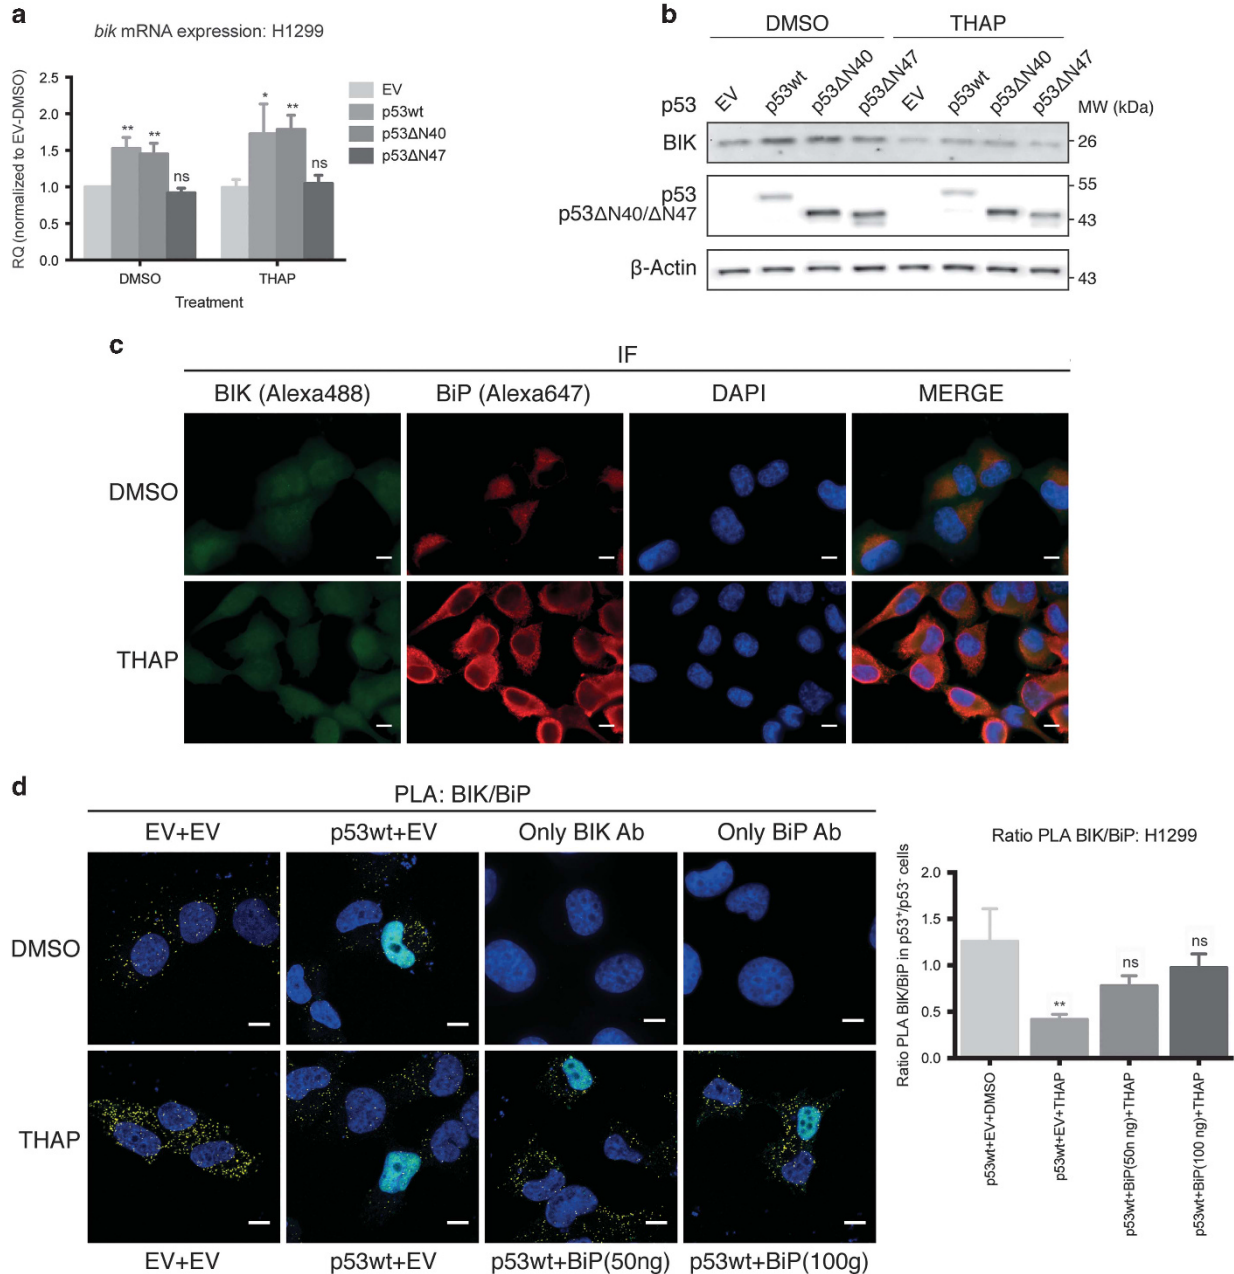 a
bik mRNA expression: H1299
RQ (normalized to EV-DMSO)
2.5
2.0
1.5
1.0
0.5
0.0
** ** ns
* ** ns
DMSO THAP
Treatment
EV
p53wt
p53ΔN40
p53ΔN47
b
DMSO THAP
p53 EV p53wt p53ΔN40 p53ΔN47 EV p53wt p53ΔN40 p53ΔN47 MW (kDa)
BIK 26
p53 55
p53ΔN40/ΔN47 43
β-Actin
43
c
IF
BIK (Alexa488) BiP (Alexa647) DAPI MERGE
DMSO
THAP
d
PLA: BIK/BiP
EV+EV p53wt+EV Only BIK Ab Only BiP Ab
DMSO
THAP
EV+EV p53wt+EV p53wt+BiP(50ng) p53wt+BiP(100g)
Ratio PLA BIK/BiP: H1299
Ratio PLA BIK/BiP in p53⁺/p53⁻ cells
2.0
1.5
1.0
0.5
0.0
** ns ns
p53wt+EV+DMSO
p53wt+EV+THAP
p53wt+BiP(50n ng)+THAP
p53wt+BiP(100 ng)+THAP